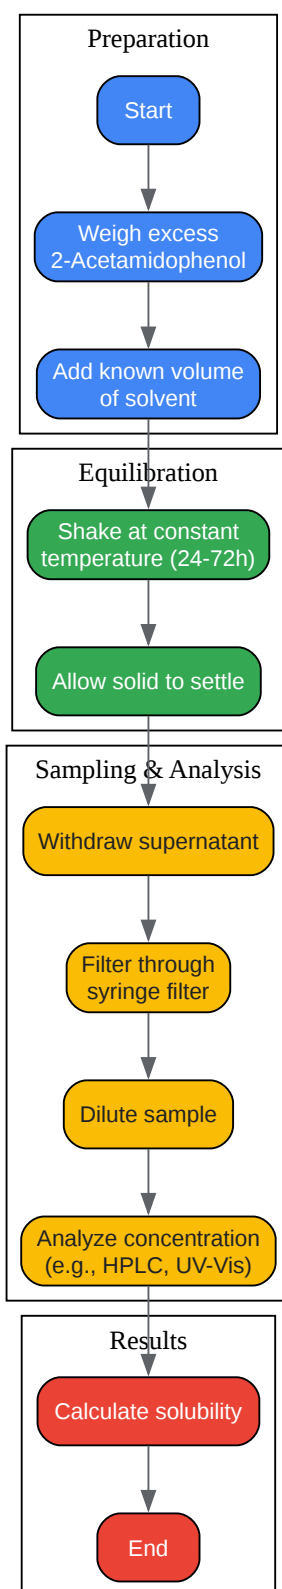 Preparation
Start
Weigh excess
2-Acetamidophenol
Add known volume
of solvent
Equilibration
Shake at constant
temperature (24-72h)
Allow solid to settle
Sampling & Analysis
Withdraw supernatant
Filter through
syringe filter
Dilute sample
Analyze concentration
(e.g., HPLC, UV-Vis)
Results
Calculate solubility
End